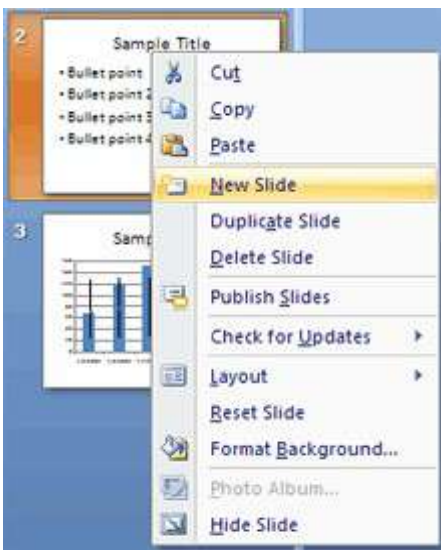 2
Sample Title
• Bullet point
• Bullet point 2
• Bullet point 3
• Bullet point 4
Cut
Copy
Paste
New Slide
Duplicate Slide
Delete Slide
Publish Slides
Check for Updates
Layout
Reset Slide
Format Background...
Photo Album...
Hide Slide
3
Samp